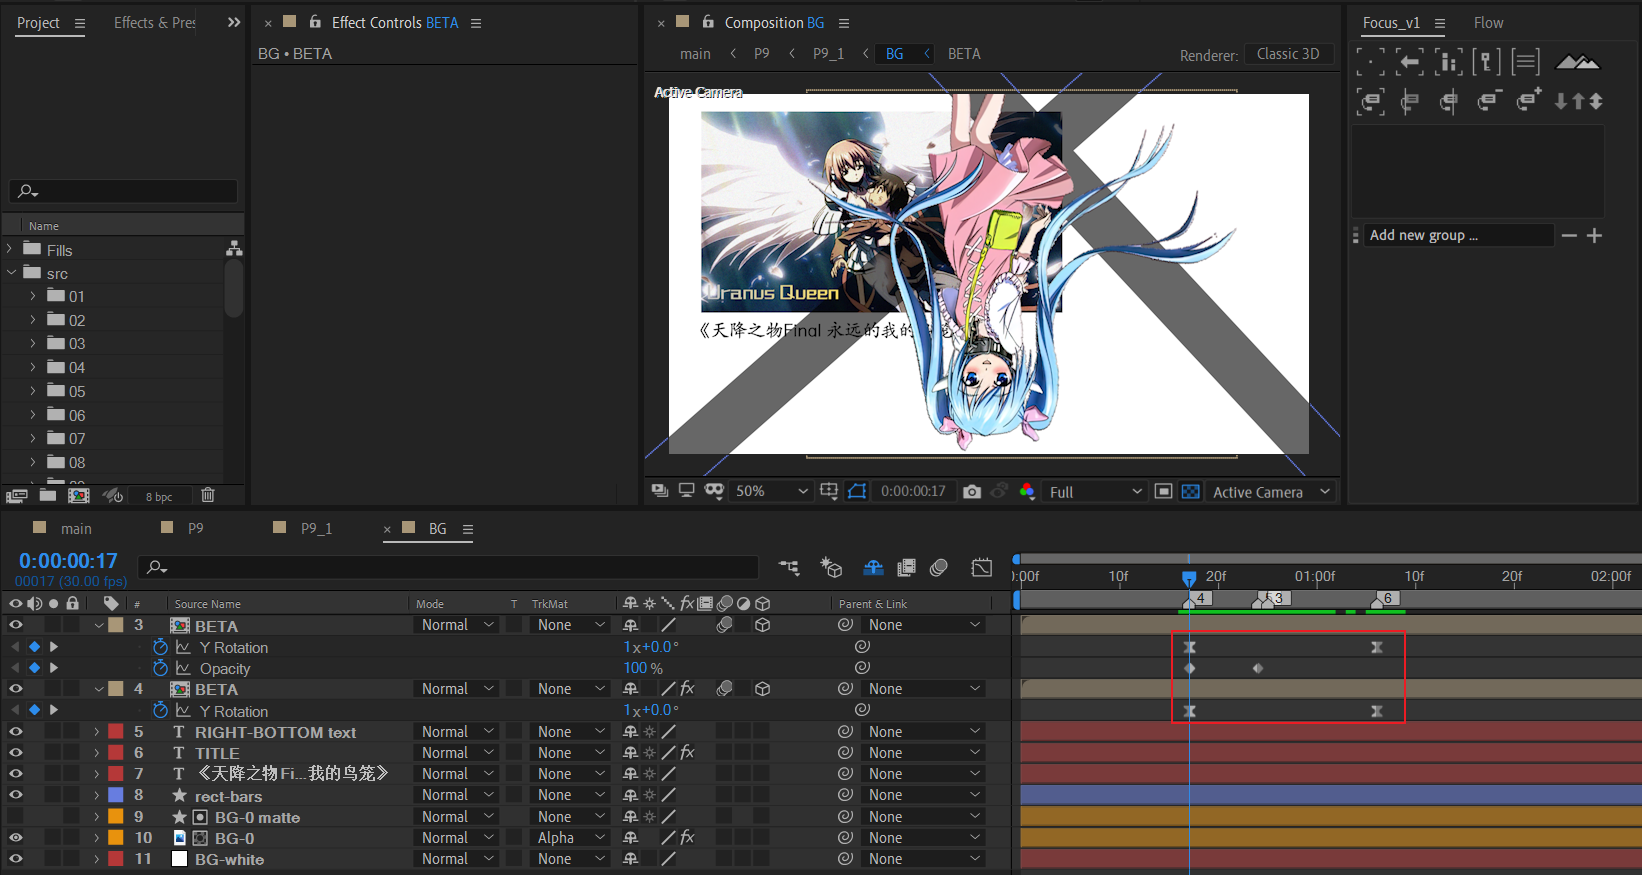 Project
Effects & Pres
Effect Controls BETA
Composition BG
Focus_v1
Flow
BG • BETA
main
P9
P9_1
BG
BETA
Renderer:
Classic 3D
Active Camera
Uranus Queen
《天降之物Final 永远的我的
Name
Fills
src
01
02
03
04
05
06
07
08
Add new group ...
8 bpc
50%
0:00:00:17
Full
Active Camera
main
P9
P9_1
BG
0:00:00:17
00017 (30.00 fps)
:00f
10f
20f
01:00f
10f
20f
02:00f
4
3
6
#
Source Name
Mode
T
TrkMat
fx
Parent & Link
3
BETA
Normal
None
None
Y Rotation
1x+0.0°
Opacity
100 %
4
BETA
Normal
None
fx
None
Y Rotation
1x+0.0°
5
T
RIGHT-BOTTOM text
Normal
None
None
6
T
TITLE
Normal
None
fx
None
7
T
《天降之物 Fi...我的鸟笼》
Normal
None
None
8
rect-bars
Normal
None
None
9
BG-0 matte
Normal
None
None
10
BG-0
Normal
Alpha
fx
None
11
BG-white
Normal
None
None